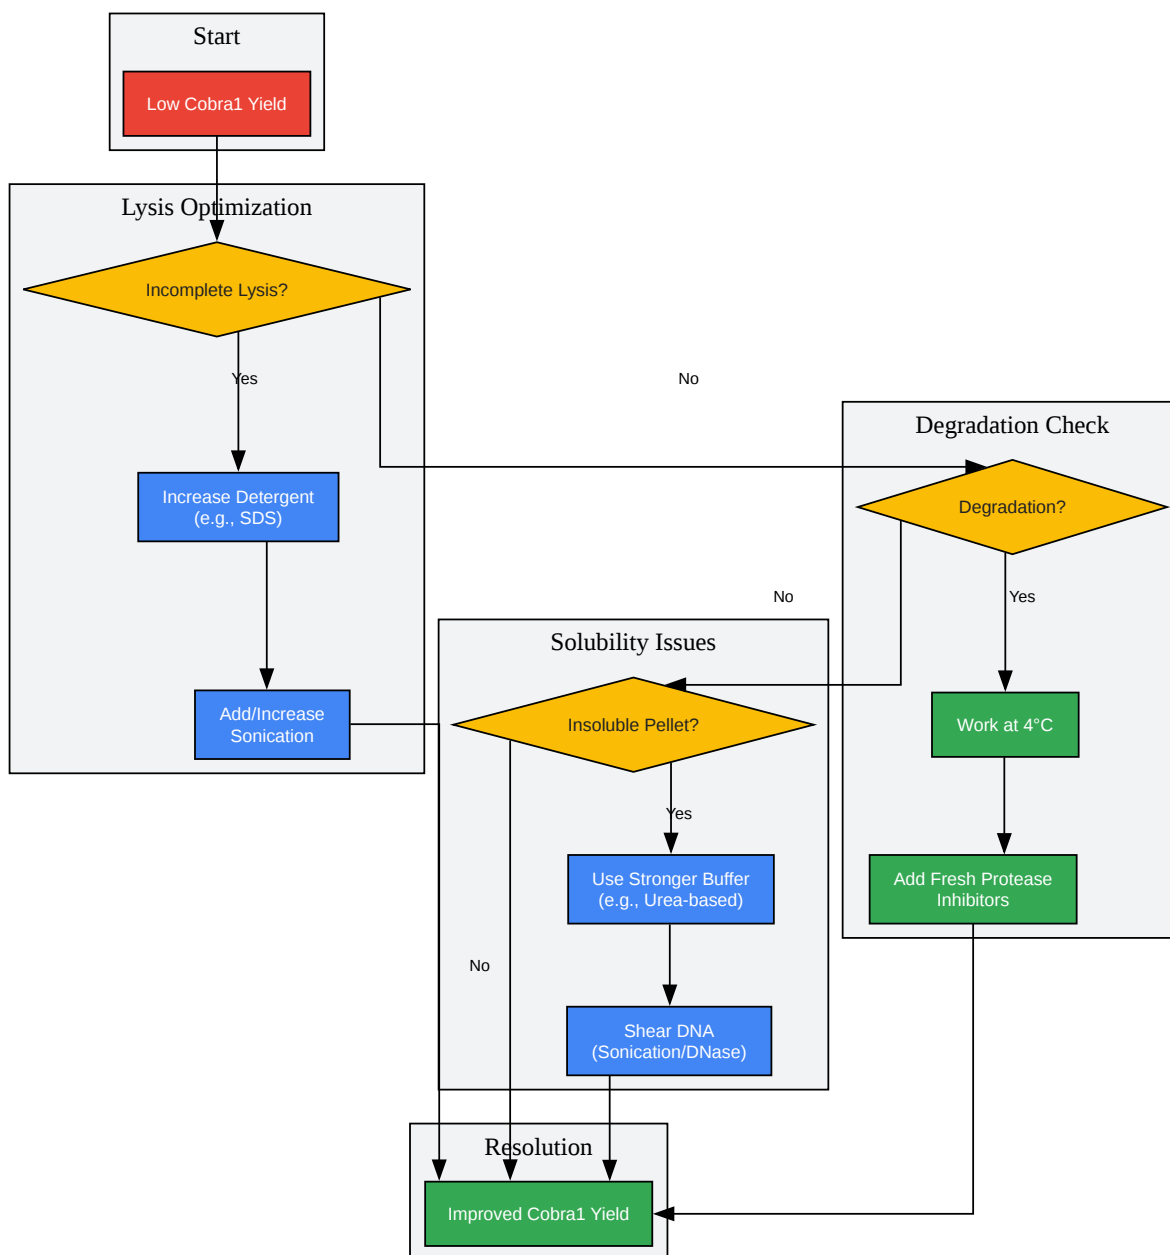 Start
Low Cobra1 Yield
Lysis Optimization
Incomplete Lysis?
Yes
No
Increase Detergent
(e.g., SDS)
Add/Increase
Sonication
Degradation Check
Degradation?
No
Yes
Work at 4°C
Add Fresh Protease
Inhibitors
Solubility Issues
Insoluble Pellet?
Yes
No
Use Stronger Buffer
(e.g., Urea-based)
Shear DNA
(Sonication/DNase)
Resolution
Improved Cobra1 Yield